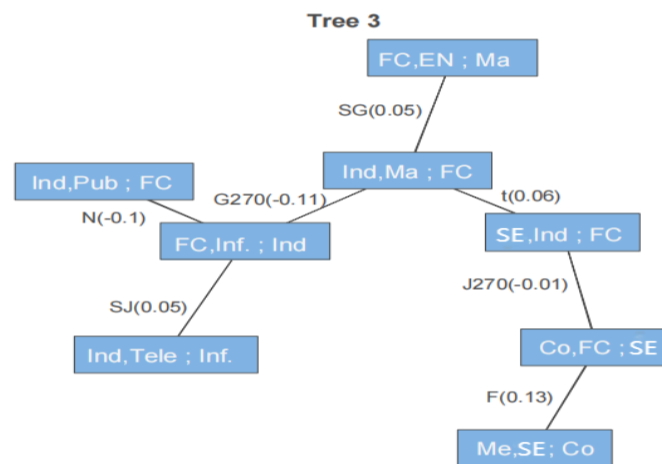 Tree 3
FC,EN ; Ma
SG(0.05)
Ind,Ma ; FC
Ind,Pub ; FC
G270(-0.11)
t(0.06)
N(-0.1)
FC,Inf. ; Ind
SE,Ind ; FC
SJ(0.05)
J270(-0.01)
Ind,Tele ; Inf.
Co,FC ; SE
F(0.13)
Me,SE; Co